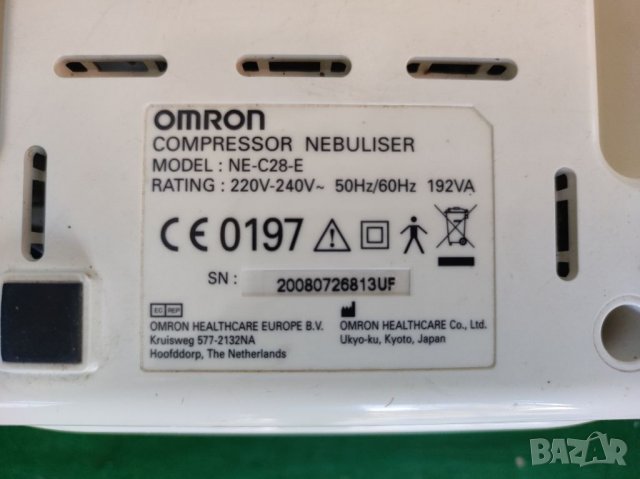 OMRON
COMPRESSOR NEBULISER
MODEL : NE-C28-E
RATING : 220V-240V~ 50Hz/60Hz 192VA
CE 0197
SN : 20080726813UF
EC REP
OMRON HEALTHCARE EUROPE B.V.
Kruisweg 577-2132NA
Hoofddorp, The Netherlands
OMRON HEALTHCARE Co., Ltd.
Ukyo-ku, Kyoto, Japan
BAZAR